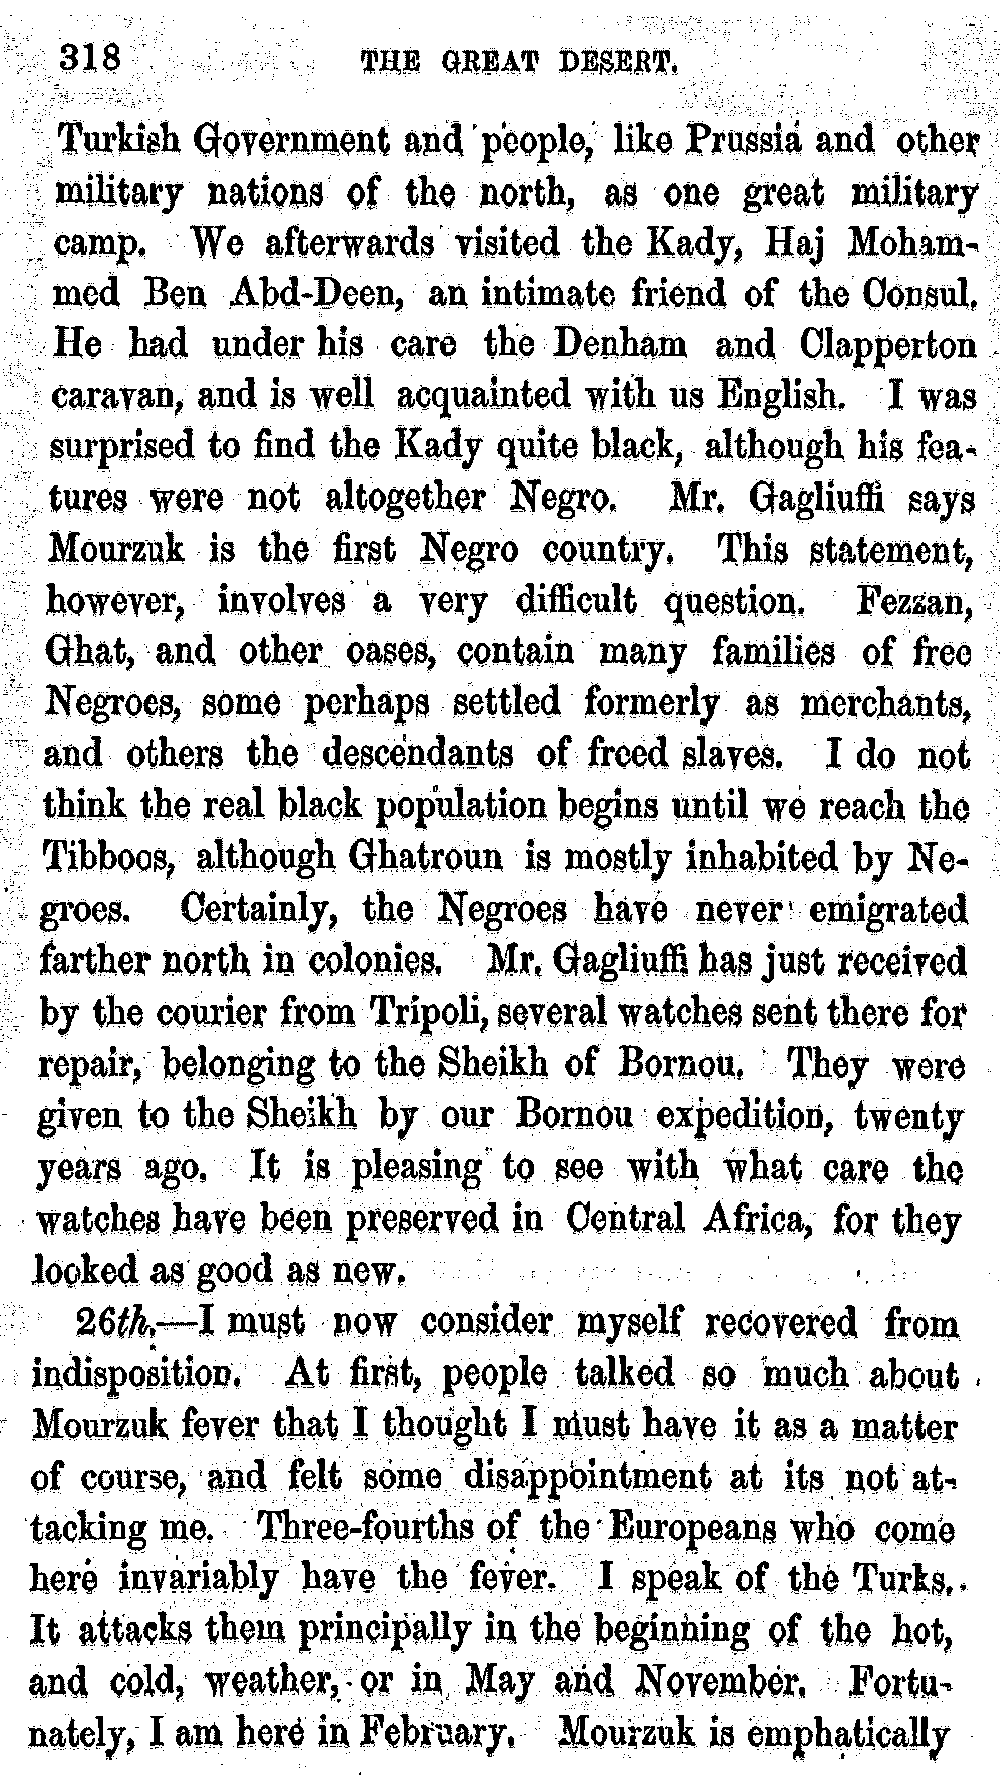 318 THE GREAT DESERT.
Turkish Government and people, like Prussia and other
military nations of the north, as one great military
camp. We afterwards visited the Kady, Haj Moham-
med Ben Abd-Deen, an intimate friend of the Consul.
He had under his care the Denham and Clapperton
caravan, and is well acquainted with us English. I was
surprised to find the Kady quite black, although his fea-
tures were not altogether Negro. Mr. Gagliuffi says
Mourzuk is the first Negro country. This statement,
however, involves a very difficult question. Fezzan,
Ghat, and other oases, contain many families of free
Negroes, some perhaps settled formerly as merchants,
and others the descendants of freed slaves. I do not
think the real black population begins until we reach the
Tibboos, although Ghatroun is mostly inhabited by Ne-
groes. Certainly, the Negroes have never emigrated
farther north in colonies. Mr. Gagliuffi has just received
by the courier from Tripoli, several watches sent there for
repair, belonging to the Sheikh of Bornou. They were
given to the Sheikh by our Bornou expedition, twenty
years ago. It is pleasing to see with what care the
watches have been preserved in Central Africa, for they
looked as good as new.
26th.—I must now consider myself recovered from
indisposition. At first, people talked so much about
Mourzuk fever that I thought I must have it as a matter
of course, and felt some disappointment at its not at-
tacking me. Three-fourths of the Europeans who come
here invariably have the fever. I speak of the Turks.
It attacks them principally in the beginning of the hot,
and cold, weather, or in May and November. Fortu-
nately, I am here in February. Mourzuk is emphatically